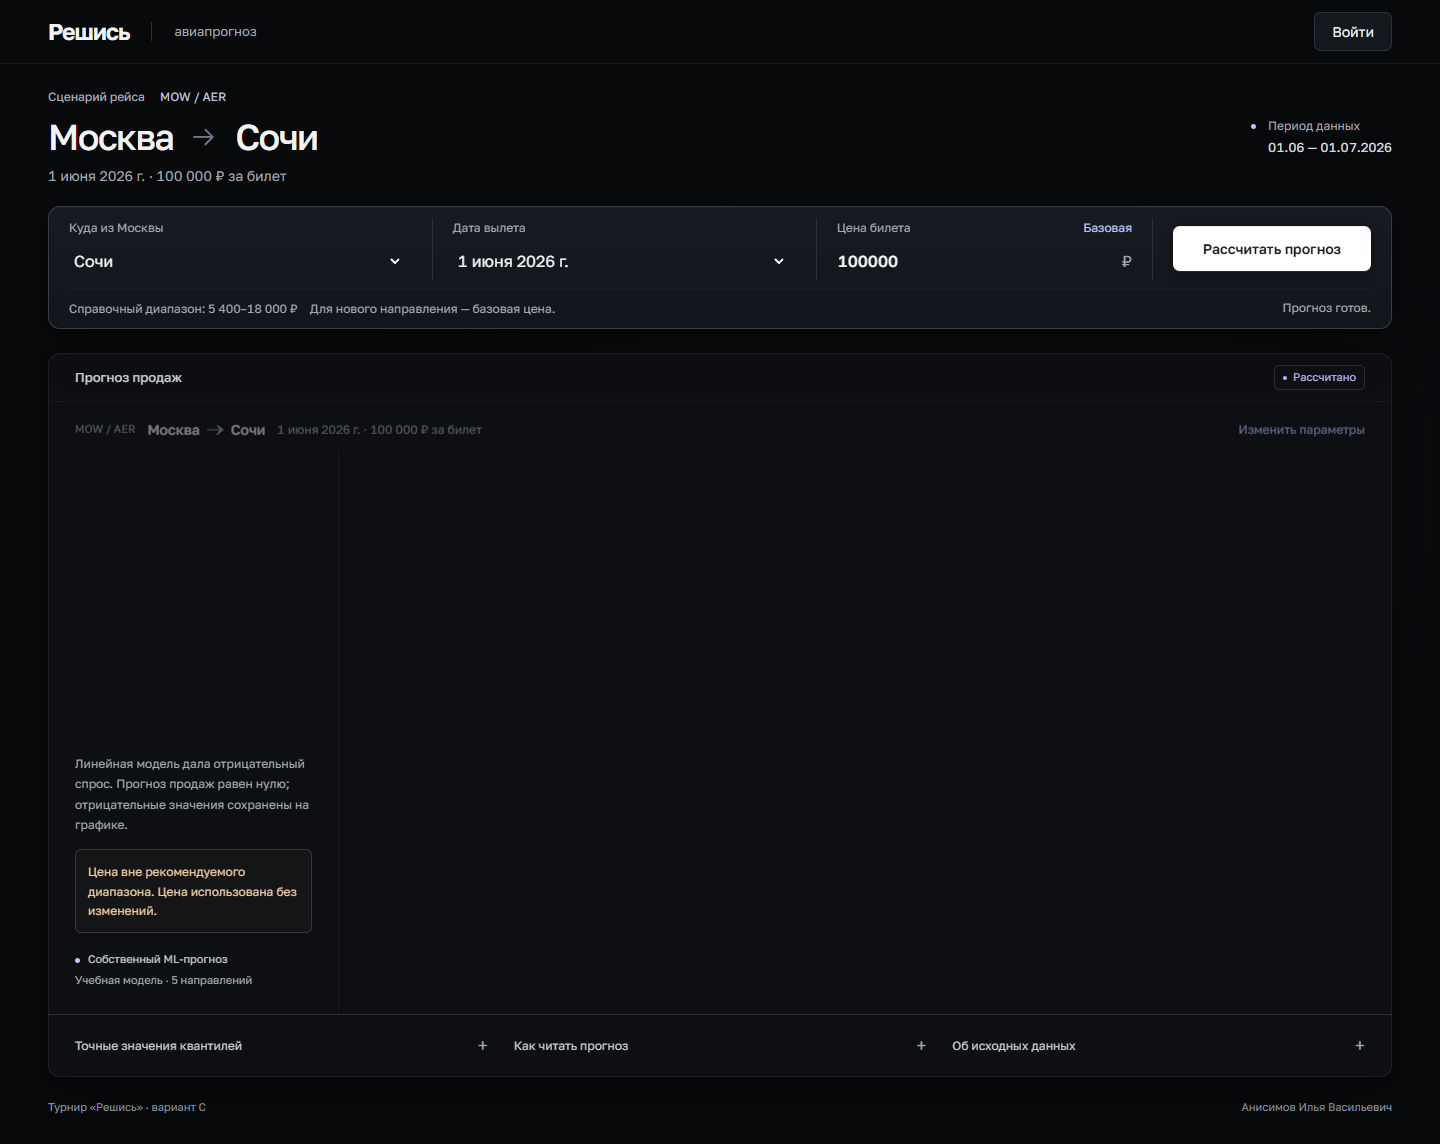 Решись
авиапрогноз
Войти
Сценарий рейса MOW / AER
Москва → Сочи
1 июня 2026 г. · 100 000 ₽ за билет
Период данных
01.06 — 01.07.2026
Куда из Москвы
Сочи
Дата вылета
1 июня 2026 г.
Цена билета
Базовая
100000 ₽
Рассчитать прогноз
Справочный диапазон: 5 400–18 000 ₽ Для нового направления — базовая цена.
Прогноз готов.
Прогноз продаж
Рассчитано
MOW / AER Москва → Сочи 1 июня 2026 г. · 100 000 ₽ за билет
Изменить параметры
Линейная модель дала отрицательный
спрос. Прогноз продаж равен нулю;
отрицательные значения сохранены на
графике.
Цена вне рекомендуемого
диапазона. Цена использована без
изменений.
Собственный ML-прогноз
Учебная модель · 5 направлений
Точные значения квантилей +
Как читать прогноз +
Об исходных данных +
Турнир «Решись» · вариант С
Анисимов Илья Васильевич